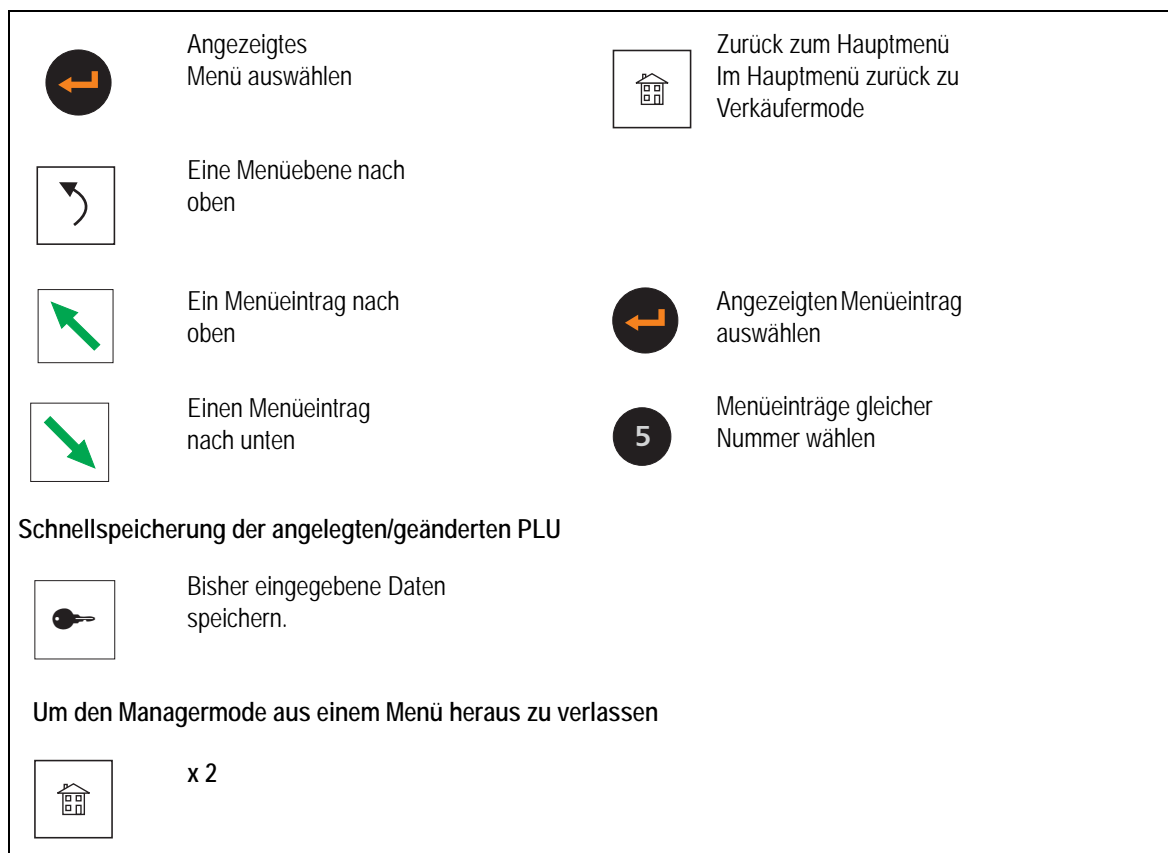 Angezeigtes
Menü auswählen
Zurück zum Hauptmenü
Im Hauptmenü zurück zu
Verkäufermode
Eine Menüebene nach
oben
Ein Menüeintrag nach
oben
Angezeigten Menüeintrag
auswählen
Einen Menüeintrag
nach unten
5
Menüeinträge gleicher
Nummer wählen
Schnellspeicherung der angelegten/geänderten PLU
Bisher eingegebene Daten
speichern.
Um den Managermode aus einem Menü heraus zu verlassen
x 2